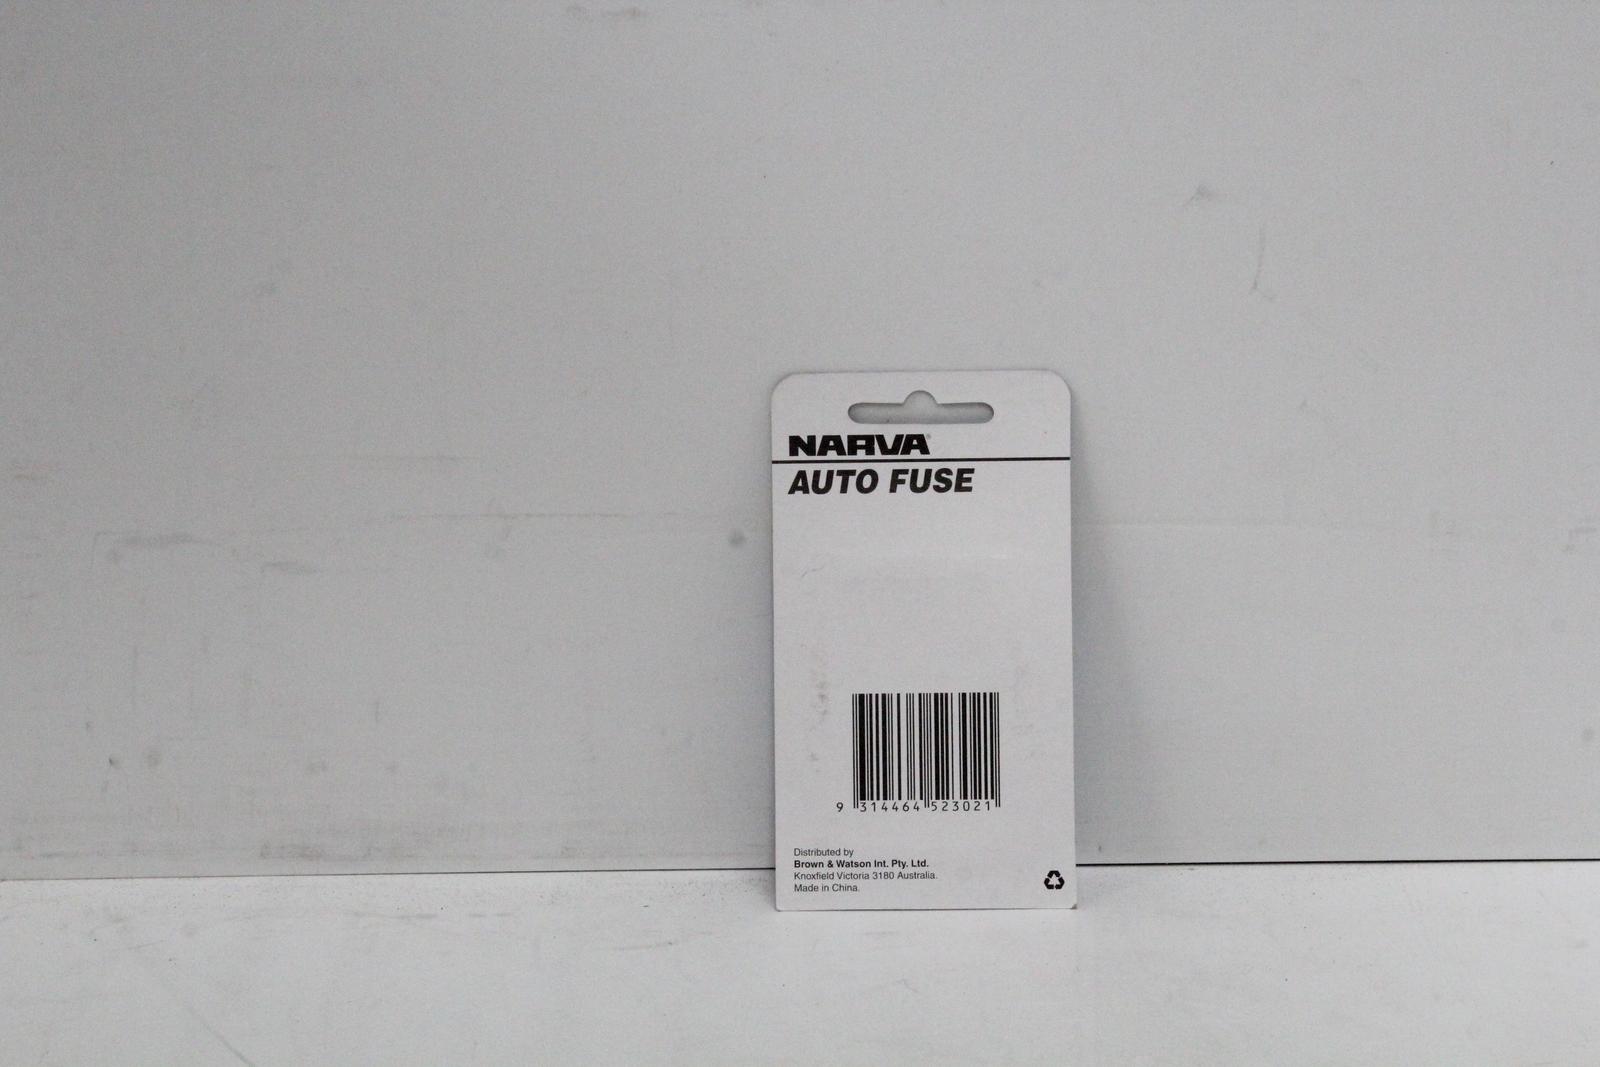 NARVA
AUTO FUSE
9 314464 523021
Distributed by
Brown & Watson Int. Pty. Ltd.
Knoxfield Victoria 3180 Australia.
Made in China.